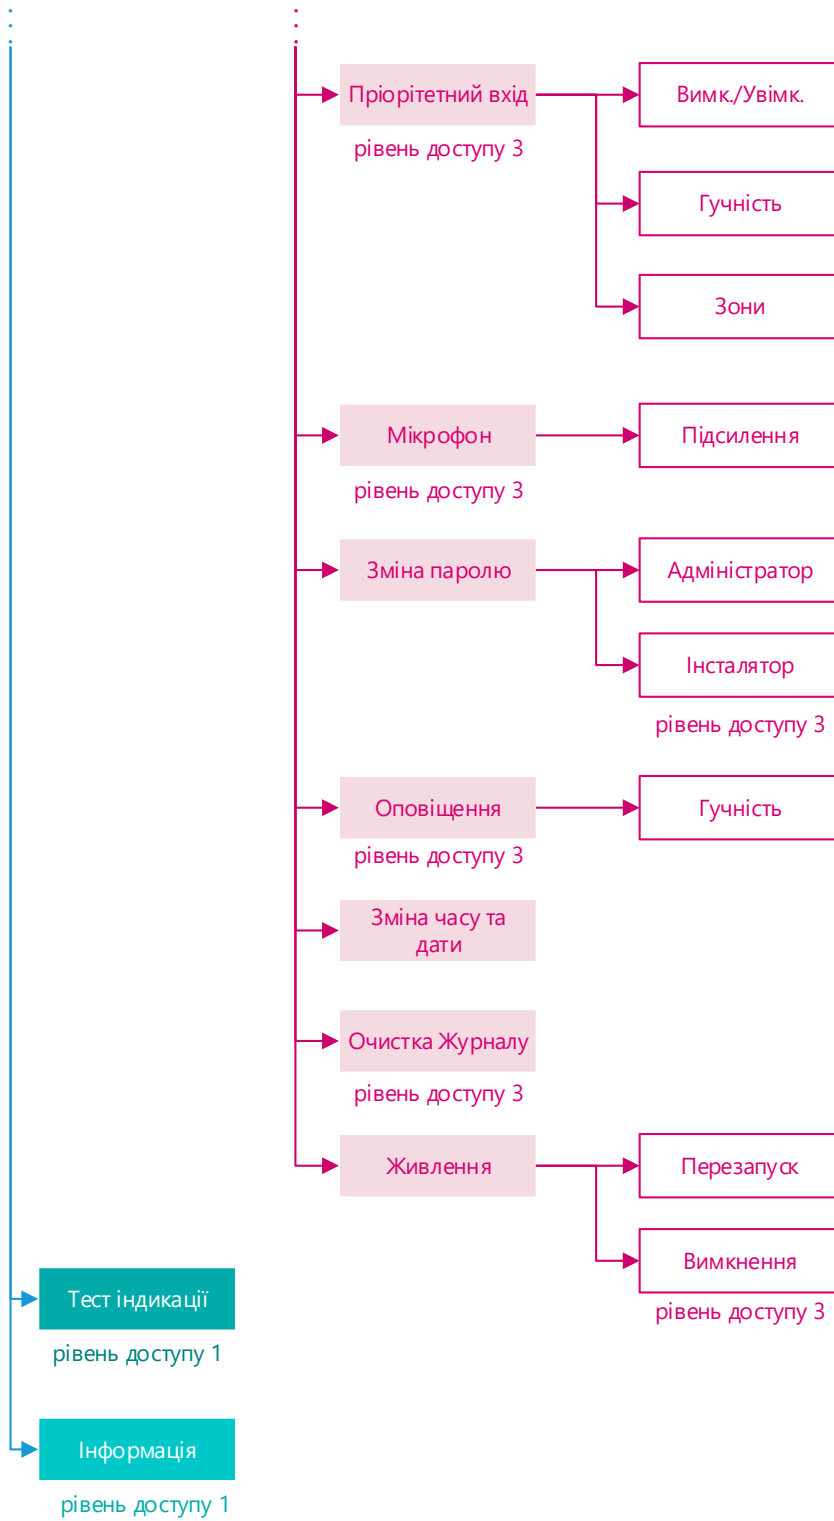 Пріорітетний вхід
рівень доступу 3
Вимк./Увімк.
Гучність
Зони
Мікрофон
рівень доступу 3
Підсилення
Зміна паролю
Адміністратор
Інсталятор
рівень доступу 3
Оповіщення
рівень доступу 3
Гучність
Зміна часу та
дати
Очистка Журналу
рівень доступу 3
Живлення
Перезапуск
Вимкнення
рівень доступу 3
Тест індикації
рівень доступу 1
Інформація
рівень доступу 1